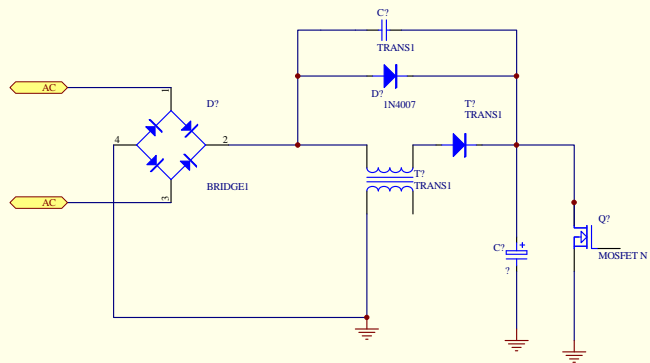 C?
TRANS1
AC
1
D?
D?
1N4007
T?
TRANS1
4
2
T?
TRANS1
BRIDGE1
3
AC
Q?
MOSFET N
C?
+
?